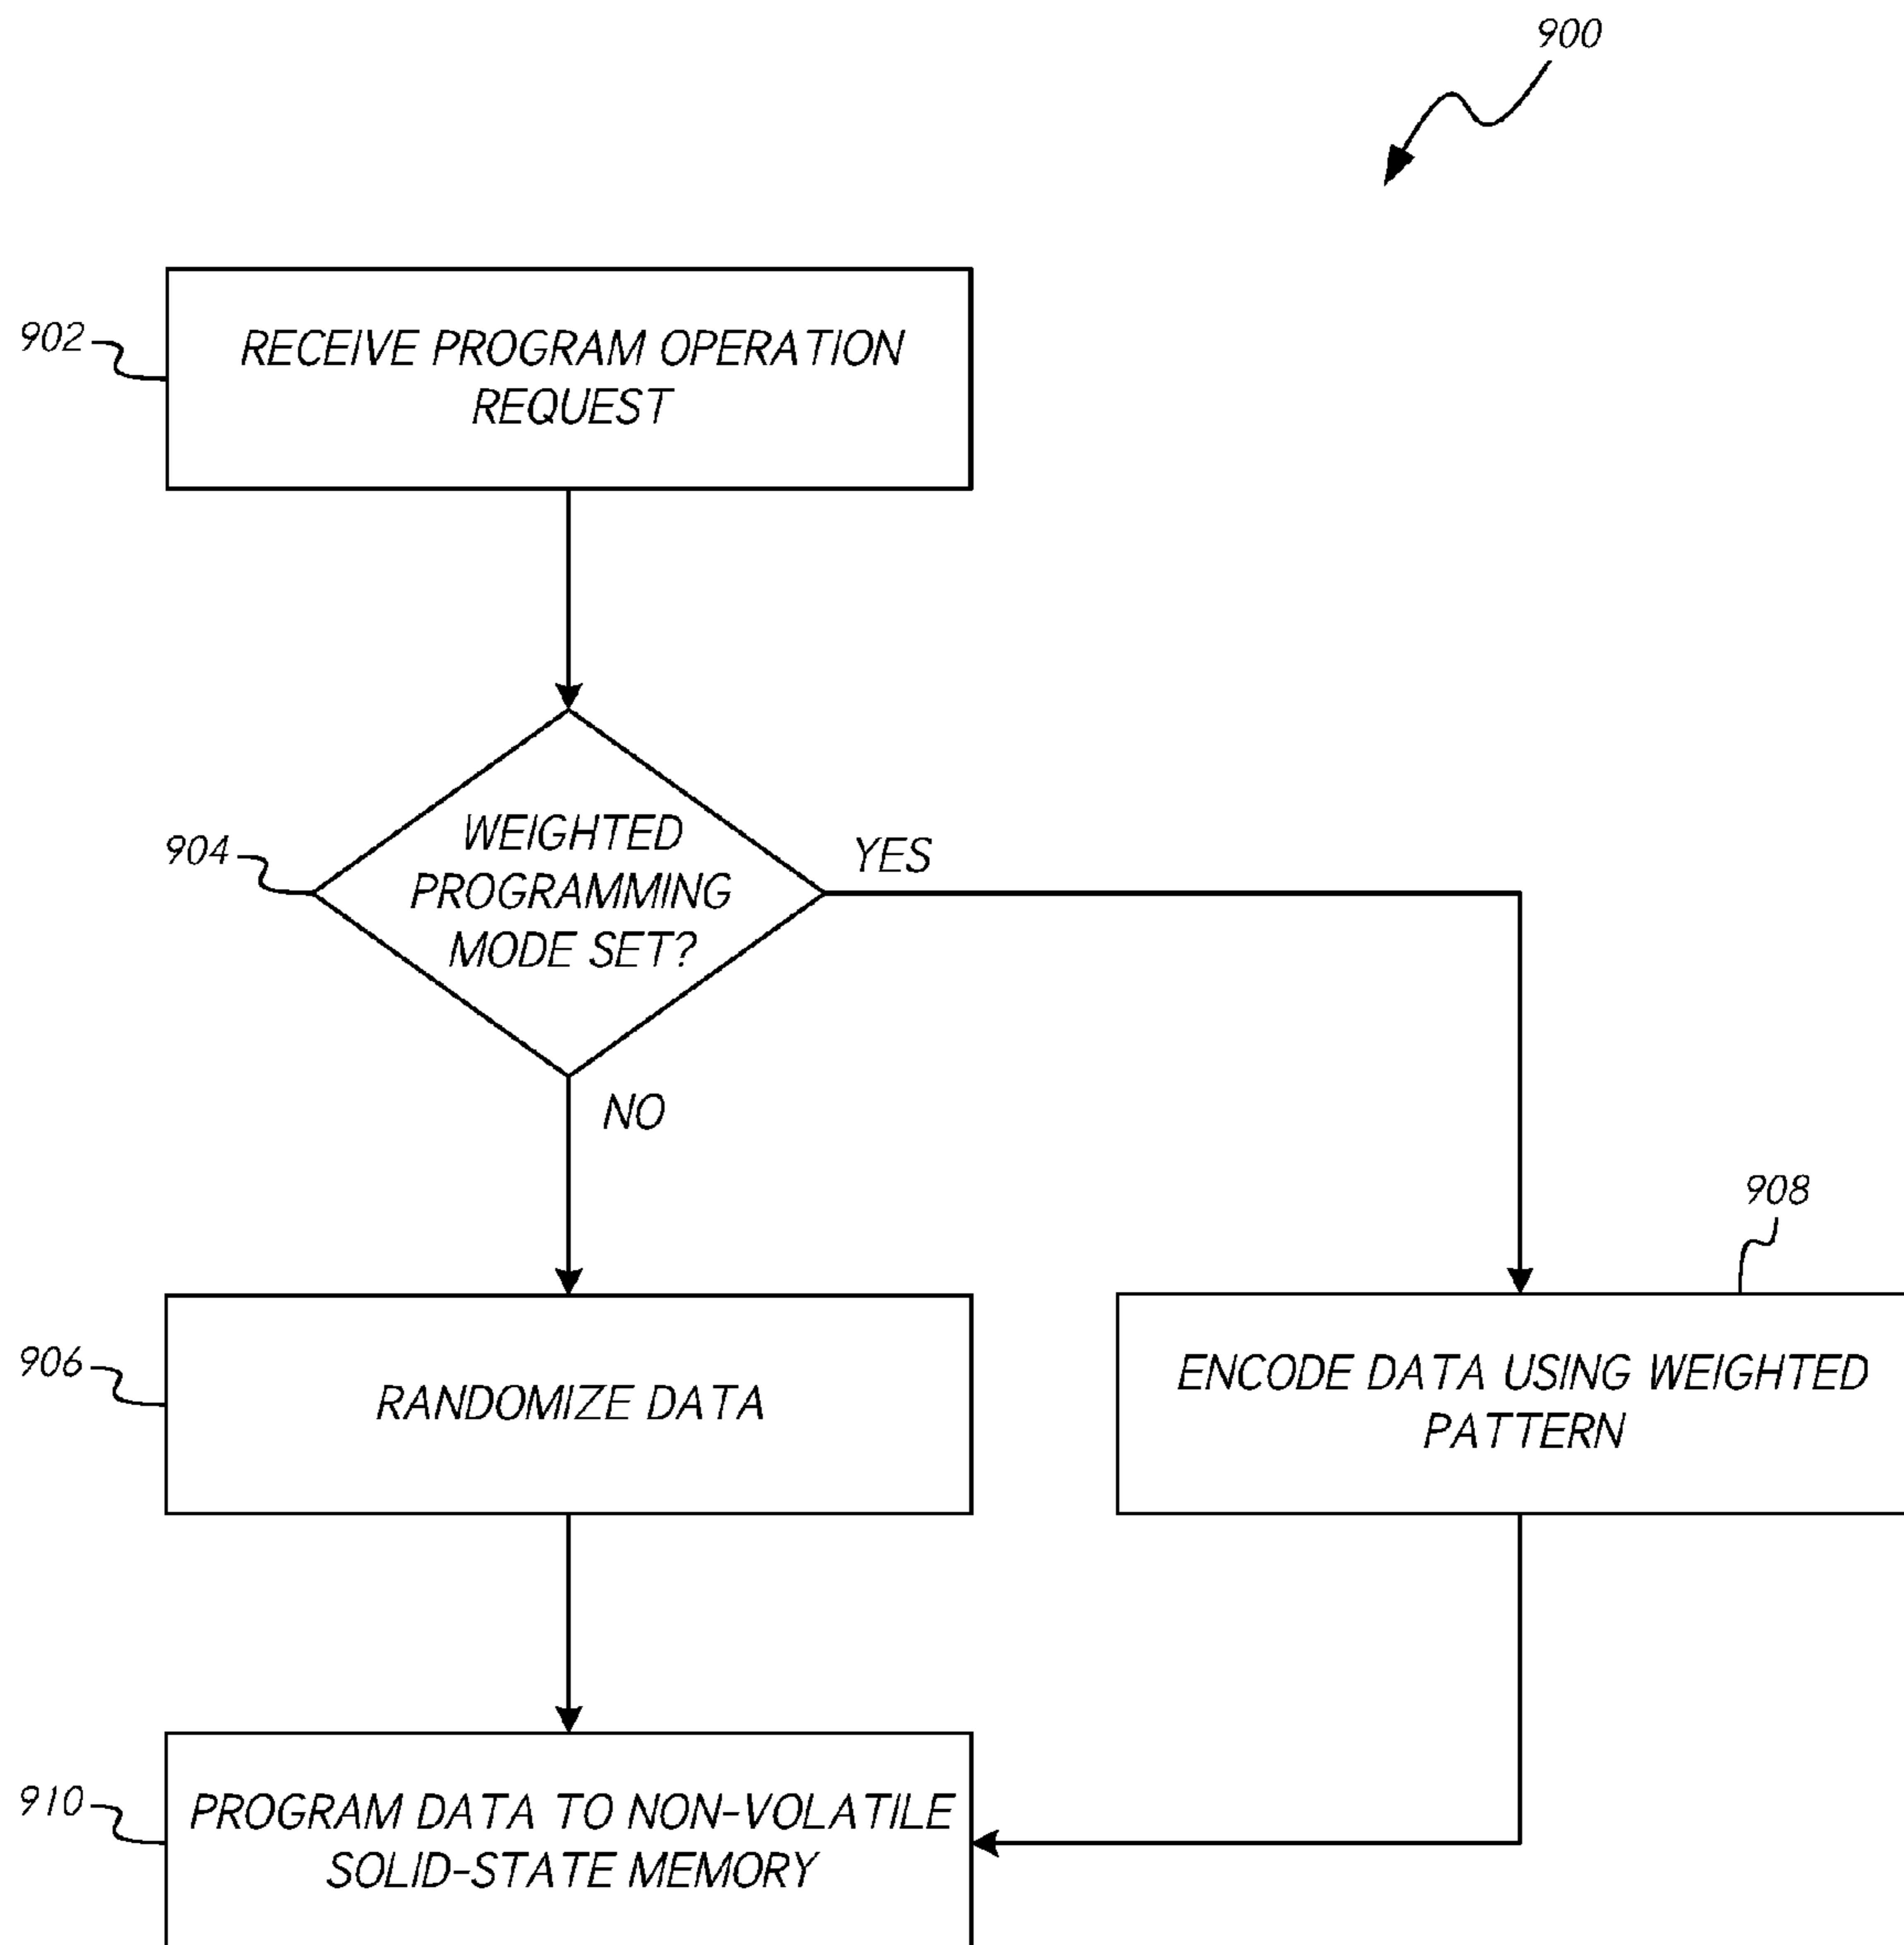 900
902
RECEIVE PROGRAM OPERATION
REQUEST
904
WEIGHTED
PROGRAMMING
MODE SET?
YES
NO
908
906
RANDOMIZE DATA
ENCODE DATA USING WEIGHTED
PATTERN
910
PROGRAM DATA TO NON-VOLATILE
SOLID-STATE MEMORY